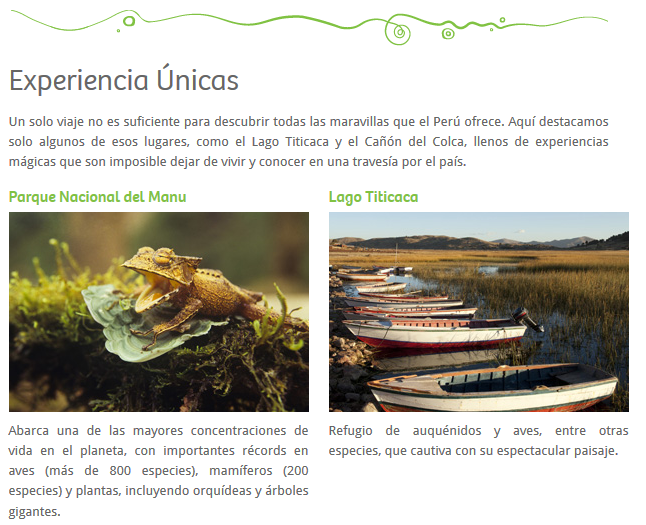 Experiencia Únicas
Un solo viaje no es suficiente para descubrir todas las maravillas que el Perú ofrece. Aquí destacamos
solo algunos de esos lugares, como el Lago Titicaca y el Cañón del Colca, llenos de experiencias
mágicas que son imposible dejar de vivir y conocer en una travesía por el país.
Parque Nacional del Manu
Abarca una de las mayores concentraciones de
vida en el planeta, con importantes récords en
aves (más de 800 especies), mamíferos (200
especies) y plantas, incluyendo orquídeas y árboles
gigantes.
Lago Titicaca
Refugio de auquénidos y aves, entre otras
especies, que cautiva con su espectacular paisaje.